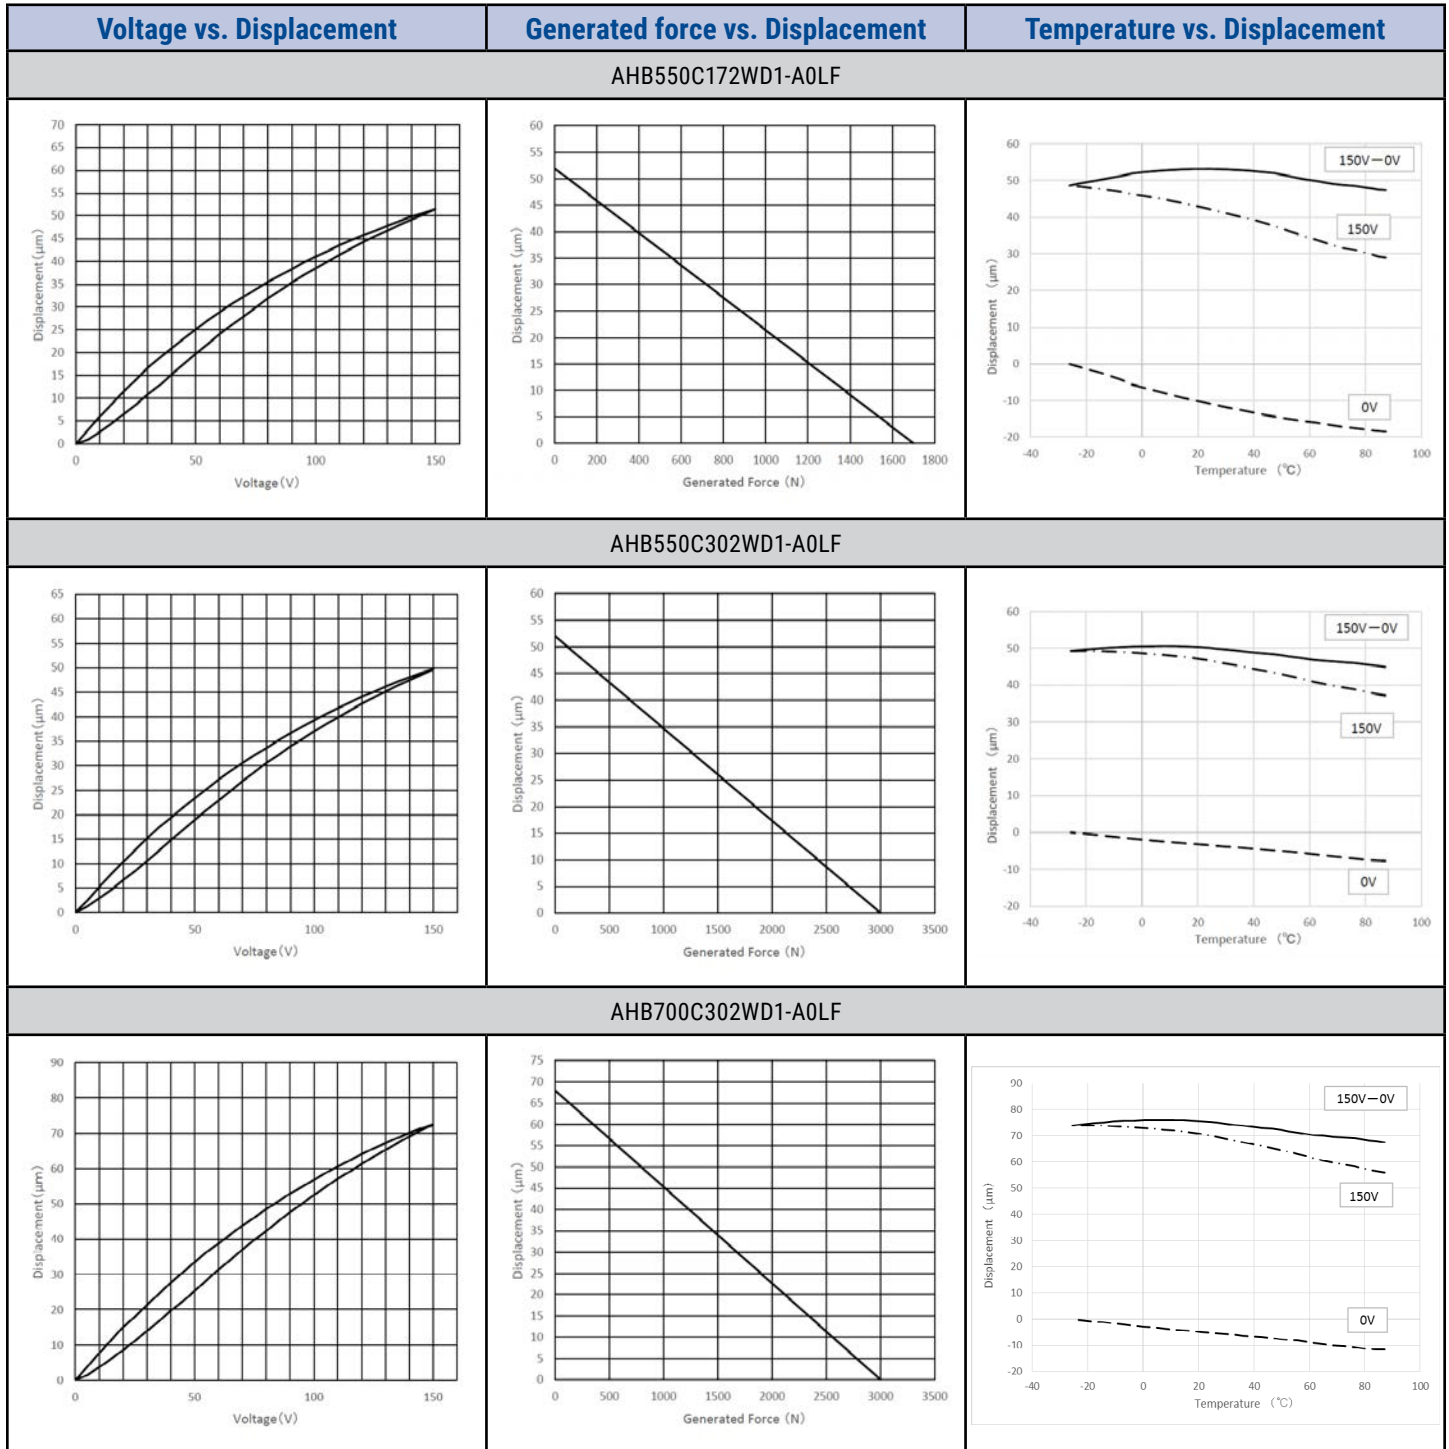 Voltage vs. Displacement
Generated force vs. Displacement
Temperature vs. Displacement
AHB550C172WD1-A0LF
70
65
60
55
50
45
40
35
30
25
20
15
10
5
0
Displacement(μm)
0 50 100 150
Voltage(V)
60
55
50
45
40
35
30
25
20
15
10
5
0
Displacement (μm)
0 200 400 600 800 1000 1200 1400 1600 1800
Generated Force (N)
60
50
40
30
20
10
0
-10
-20
Displacement (μm)
150V－0V
150V
0V
-40 -20 0 20 40 60 80 100
Temperature (℃)
AHB550C302WD1-A0LF
65
60
55
50
45
40
35
30
25
20
15
10
5
0
Displacement(μm)
0 50 100 150
Voltage(V)
60
55
50
45
40
35
30
25
20
15
10
5
0
Displacement (μm)
0 500 1000 1500 2000 2500 3000 3500
Generated Force (N)
60
50
40
30
20
10
0
-10
-20
Displacement (μm)
150V－0V
150V
0V
-40 -20 0 20 40 60 80 100
Temperature (℃)
AHB700C302WD1-A0LF
90
80
70
60
50
40
30
20
10
0
Displacement(μm)
0 50 100 150
Voltage(V)
75
70
65
60
55
50
45
40
35
30
25
20
15
10
5
0
Displacement (μm)
0 500 1000 1500 2000 2500 3000 3500
Generated Force (N)
90
80
70
60
50
40
30
20
10
0
-10
-20
Displacement (μm)
150V－0V
150V
0V
-40 -20 0 20 40 60 80 100
Temperature (℃)